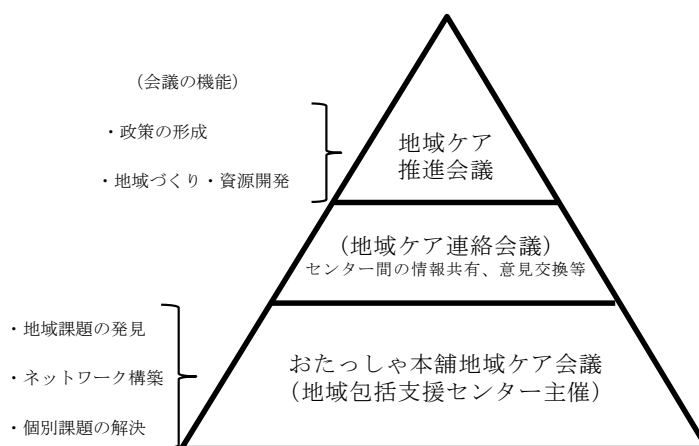 （会議の機能）
・政策の形成
・地域づくり・資源開発
地域ケア
推進会議
（地域ケア連絡会議）
センター間の情報共有、意見交換等
・地域課題の発見
・ネットワーク構築
・個別課題の解決
おたっしゃ本舗地域ケア会議
（地域包括支援センター主催）